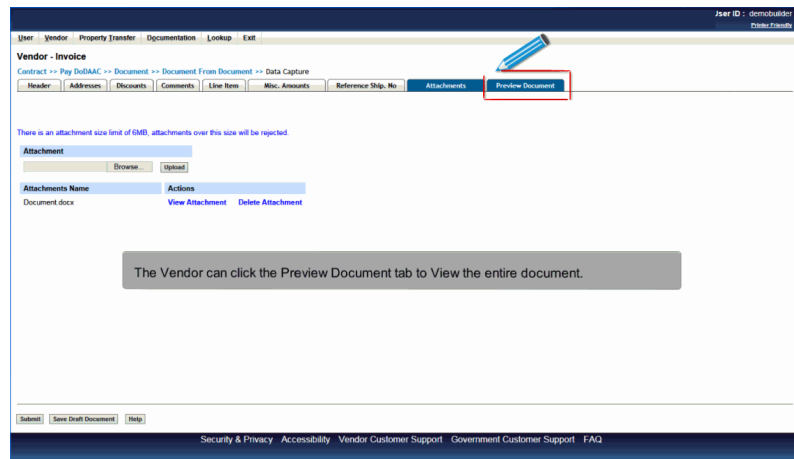 Jser ID : demobuilder
Printer Friendly
User Vendor Property Transfer Documentation Lookup Exit
Vendor - Invoice
Contract >> Pay DoDAAC >> Document >> Document From Document >> Data Capture
Header Addresses Discounts Comments Line Item Misc. Amounts Reference Ship. No Attachments Preview Document
There is an attachment size limit of 6MB, attachments over this size will be rejected.
Attachment
Browse... Upload
Attachments Name Actions
Document.docx View Attachment Delete Attachment
The Vendor can click the Preview Document tab to View the entire document.
Submit Save Draft Document Help
Security & Privacy Accessibility Vendor Customer Support Government Customer Support FAQ